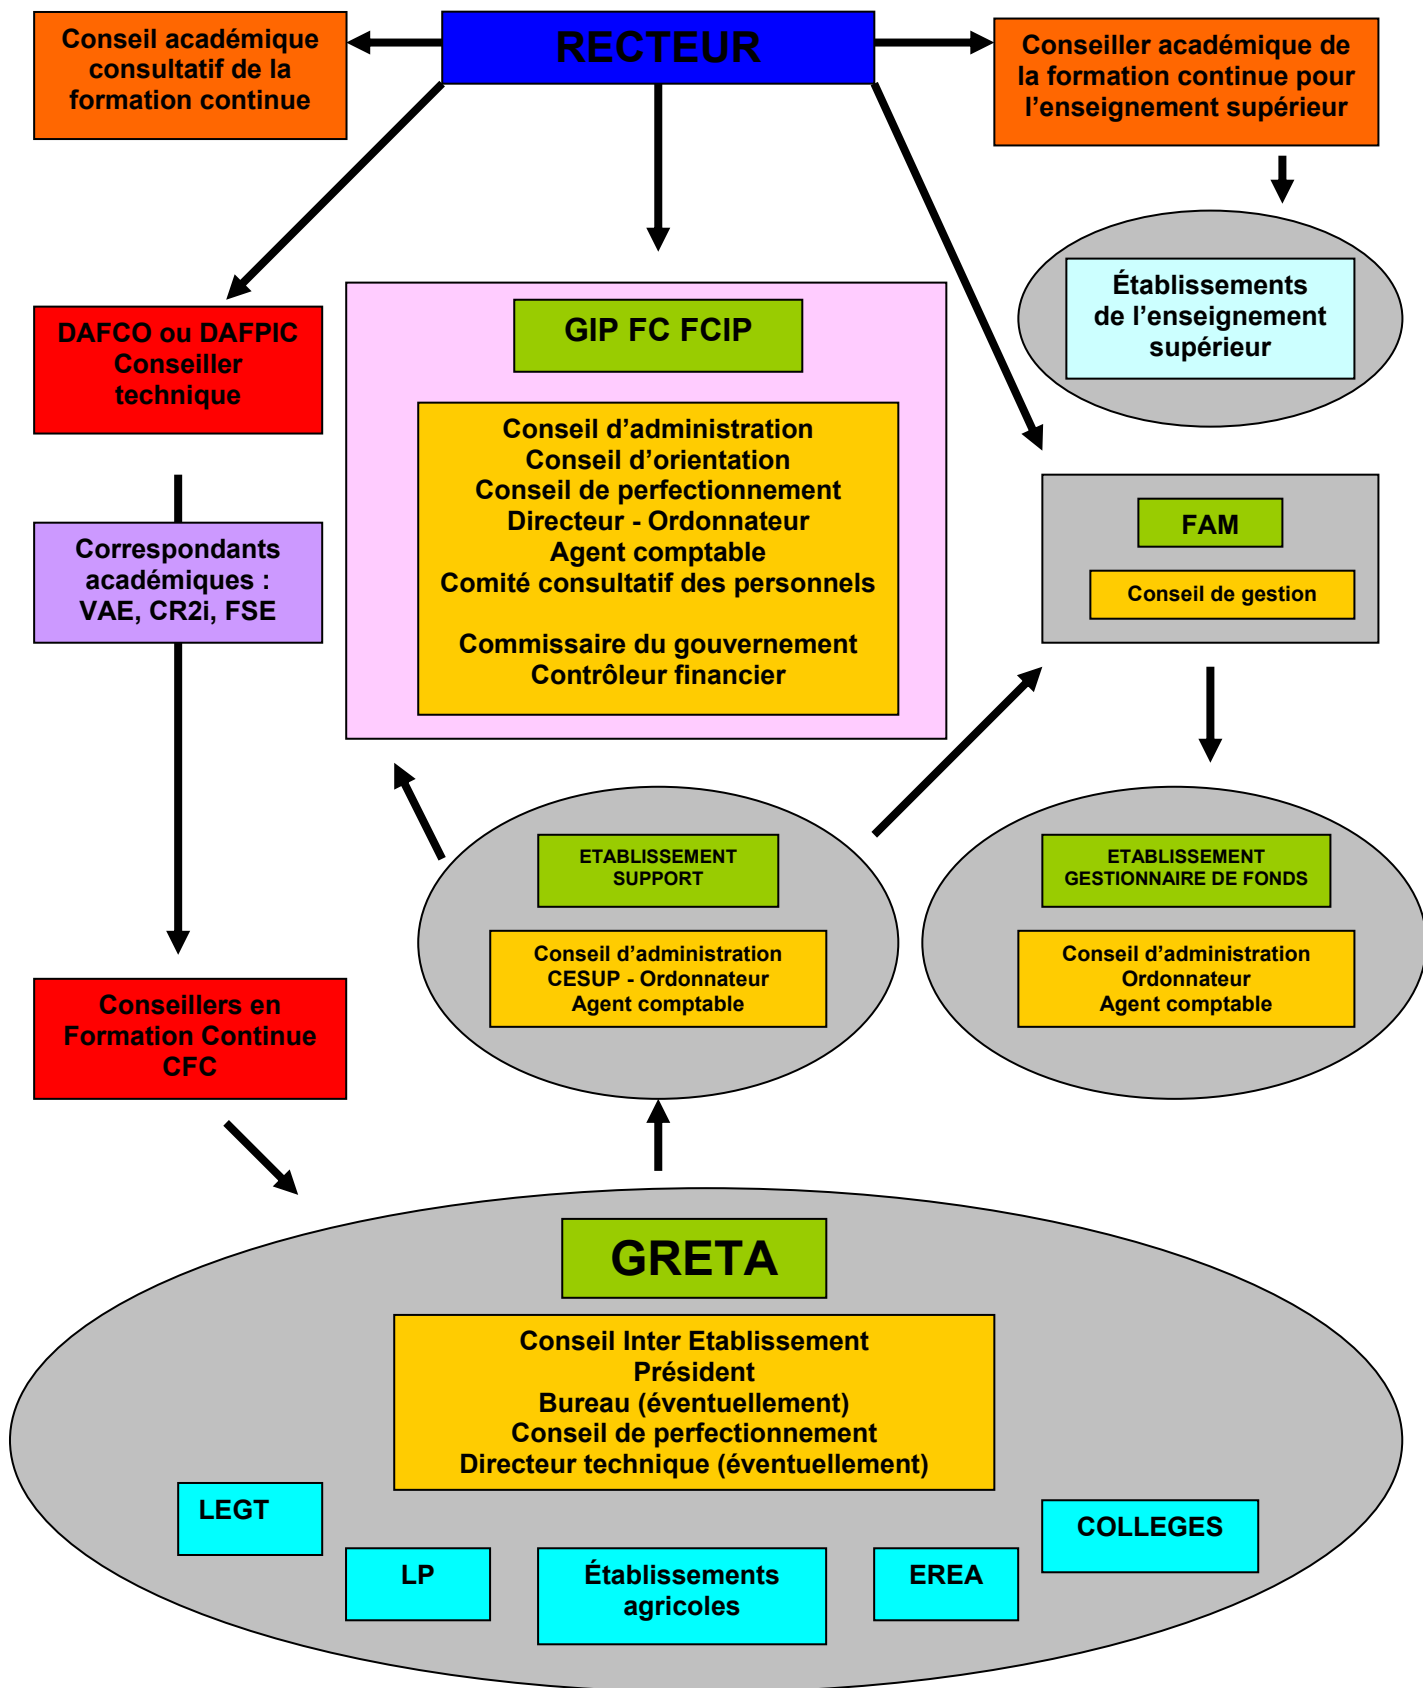 Conseil académique
consultatif de la
formation continue
RECTEUR
Conseiller académique de
la formation continue pour
l’enseignement supérieur
Établissements
de l’enseignement
supérieur
DAFCO ou DAFPIC
Conseiller
technique
GIP FC FCIP
Conseil d’administration
Conseil d’orientation
Conseil de perfectionnement
Directeur - Ordonnateur
Agent comptable
Comité consultatif des personnels
Commissaire du gouvernement
Contrôleur financier
FAM
Conseil de gestion
Correspondants
académiques :
VAE, CR2i, FSE
ETABLISSEMENT
SUPPORT
Conseil d’administration
CESUP - Ordonnateur
Agent comptable
ETABLISSEMENT
GESTIONNAIRE DE FONDS
Conseil d’administration
Ordonnateur
Agent comptable
Conseillers en
Formation Continue
CFC
GRETA
Conseil Inter Etablissement
Président
Bureau (éventuellement)
Conseil de perfectionnement
Directeur technique (éventuellement)
LEGT
LP
Établissements
agricoles
EREA
COLLEGES